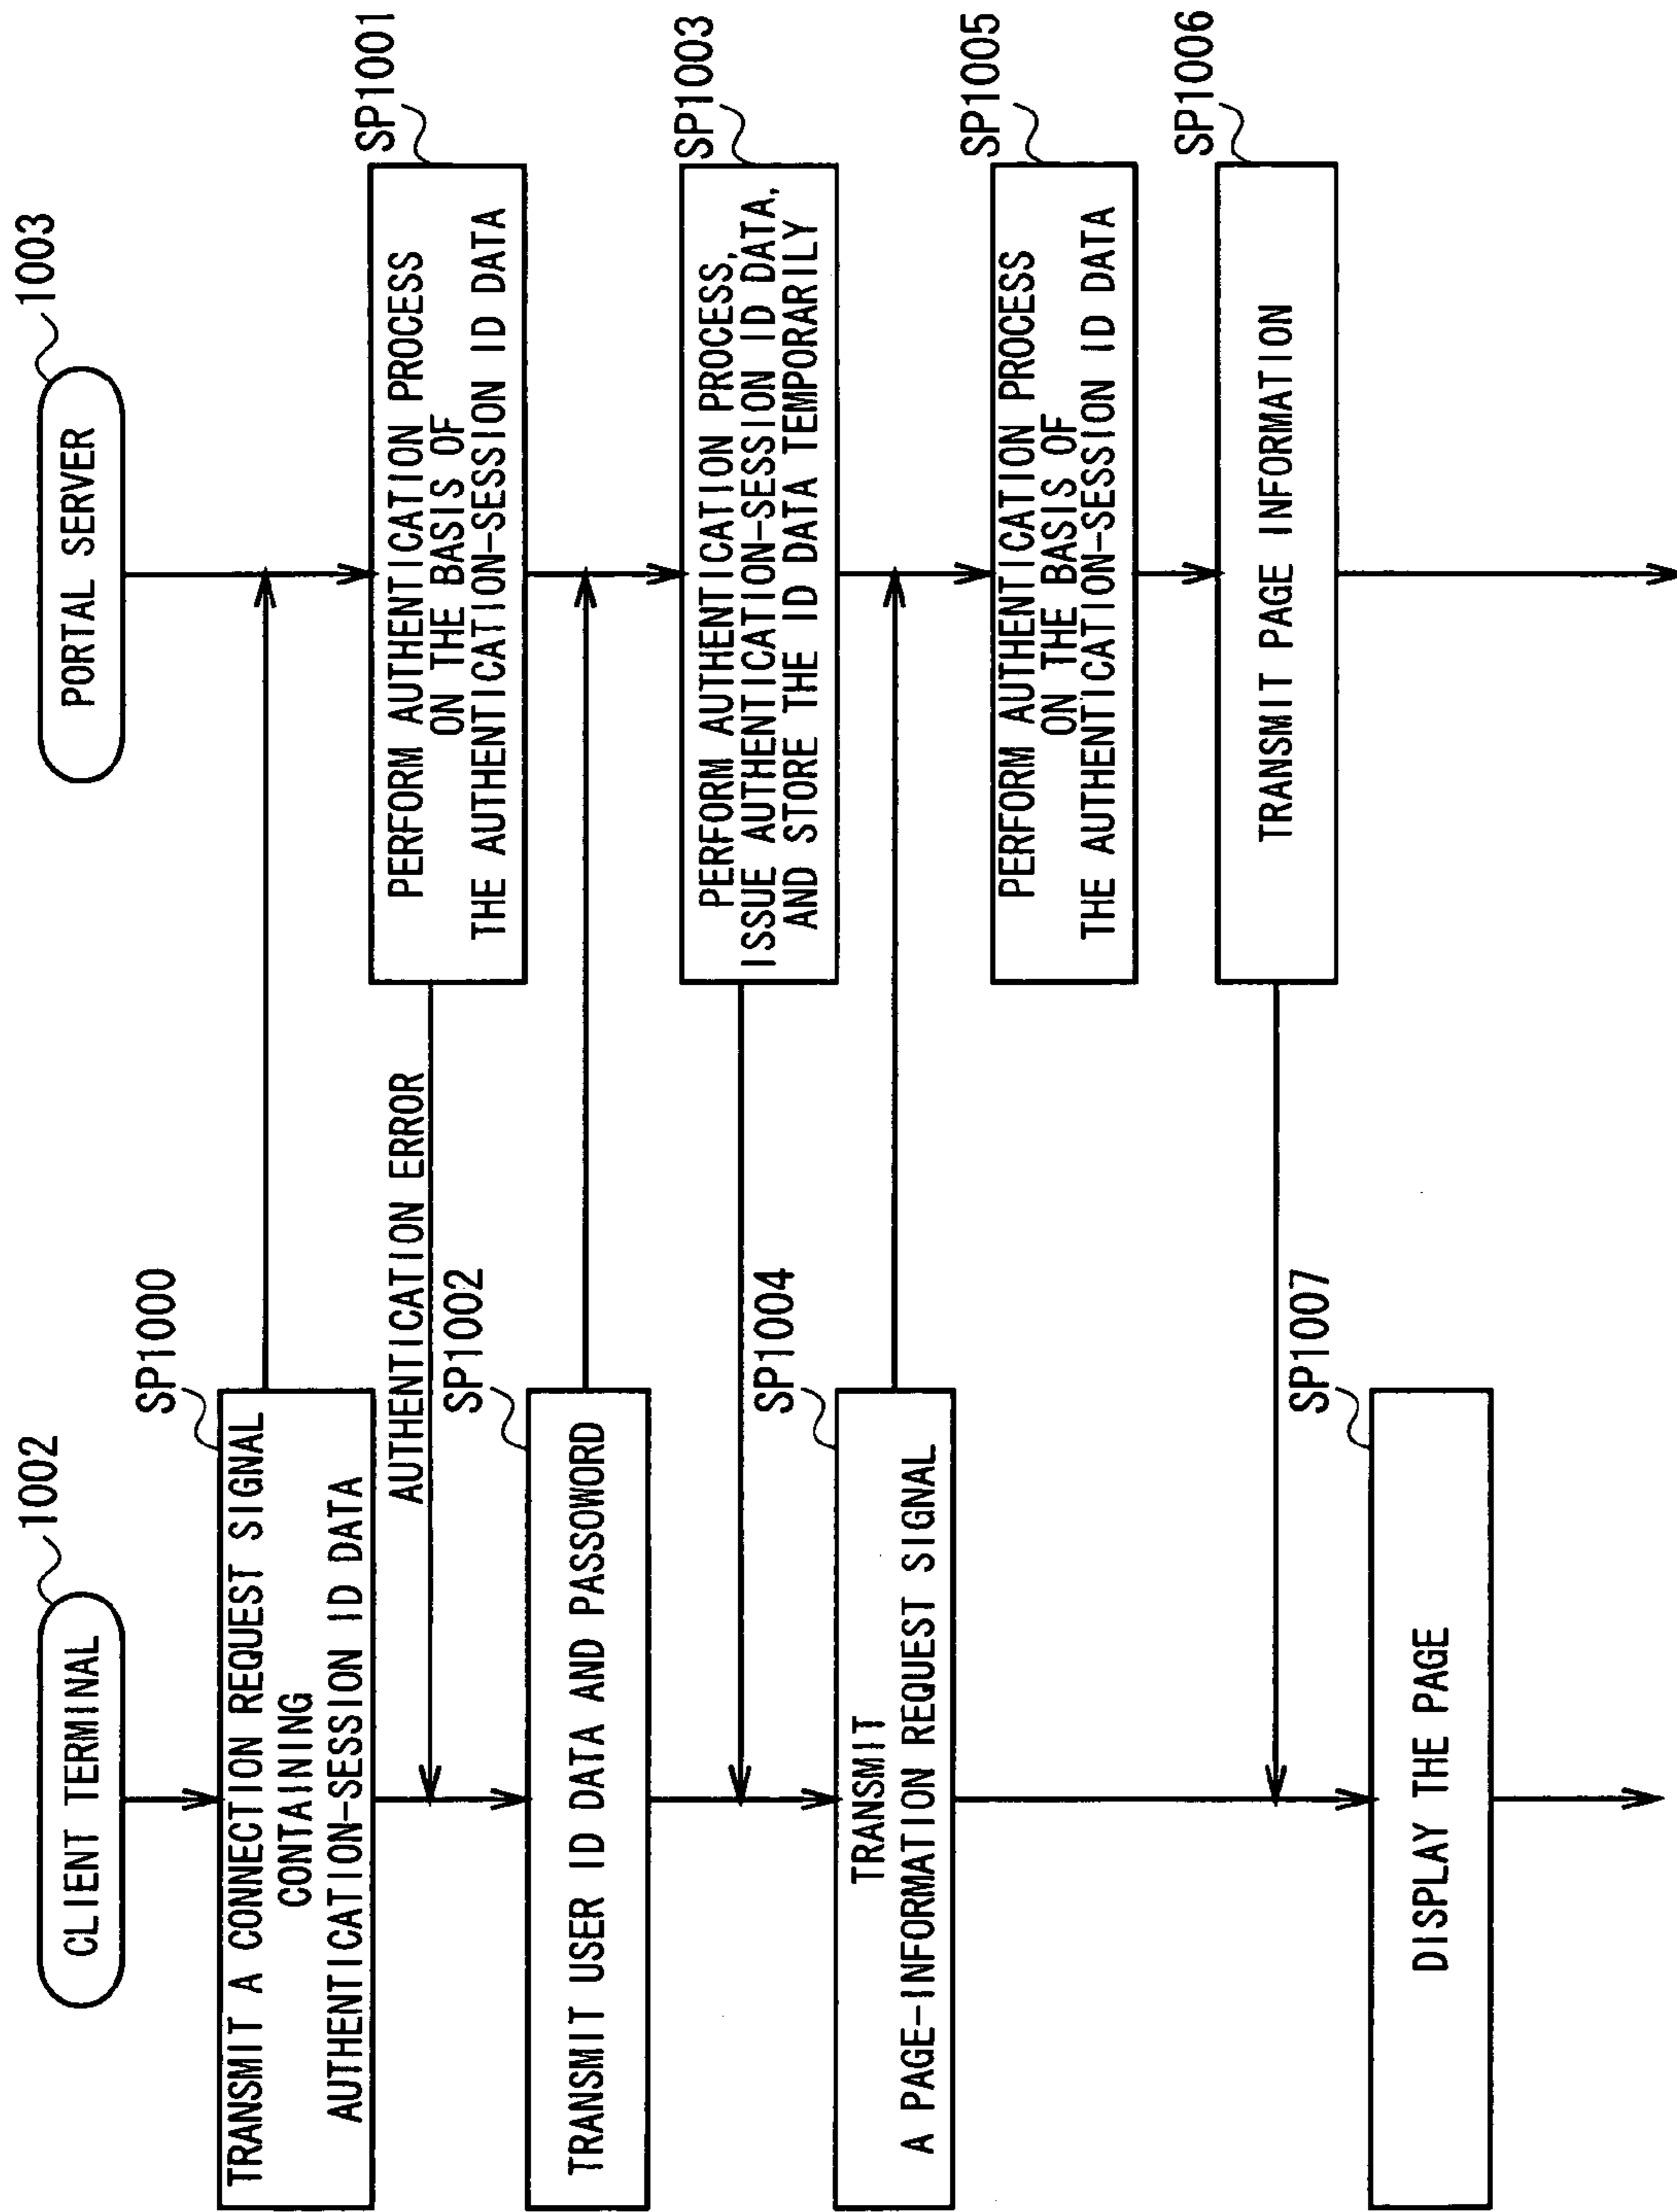 CLIENT TERMINAL
1002
PORTAL SERVER
1003
SP1000
TRANSMIT A CONNECTION REQUEST SIGNAL
CONTAINING
AUTHENTICATION-SESSION ID DATA
SP1001
PERFORM AUTHENTICATION PROCESS
ON THE BASIS OF
THE AUTHENTICATION-SESSION ID DATA
AUTHENTICATION ERROR
SP1002
TRANSMIT USER ID DATA AND PASSOWORD
SP1003
PERFORM AUTHENTICATION PROCESS,
ISSUE AUTHENTICATION-SESSION ID DATA,
AND STORE THE ID DATA TEMPORARILY
SP1004
TRANSMIT
A PAGE-INFORMATION REQUEST SIGNAL
SP1005
PERFORM AUTHENTICATION PROCESS
ON THE BASIS OF
THE AUTHENTICATION-SESSION ID DATA
SP1006
TRANSMIT PAGE INFORMATION
SP1007
DISPLAY THE PAGE